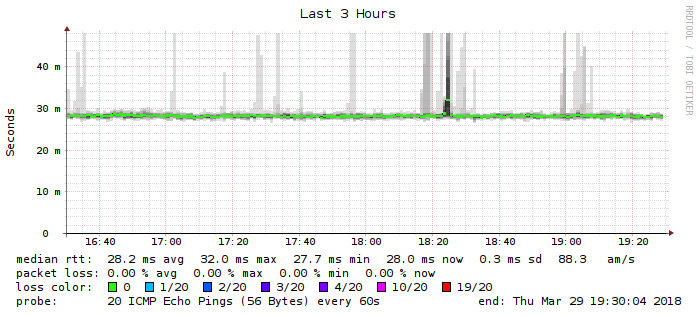 Last 3 Hours
RRDTOOL / TOBI OETIKER
Seconds
40 m
30 m
20 m
10 m
0
16:40 17:00 17:20 17:40 18:00 18:20 18:40 19:00 19:20
median rtt: 28.2 ms avg 32.0 ms max 27.7 ms min 28.0 ms now 0.3 ms sd 88.3 am/s
packet loss: 0.00 % avg 0.00 % max 0.00 % min 0.00 % now
loss color: 0 1/20 2/20 3/20 4/20 10/20 19/20
probe: 20 ICMP Echo Pings (56 Bytes) every 60s end: Thu Mar 29 19:30:04 2018